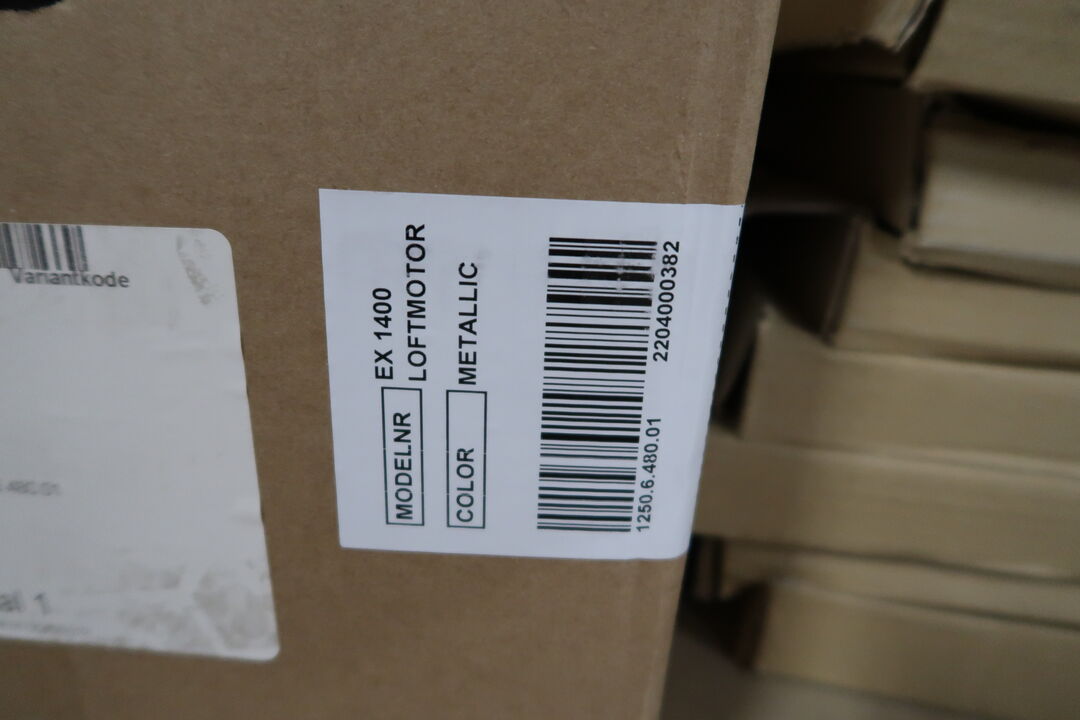 Variantkode
MODELNR EX 1400
LOFTMOTOR
COLOR METALLIC
1250.6.480.01 2204000382